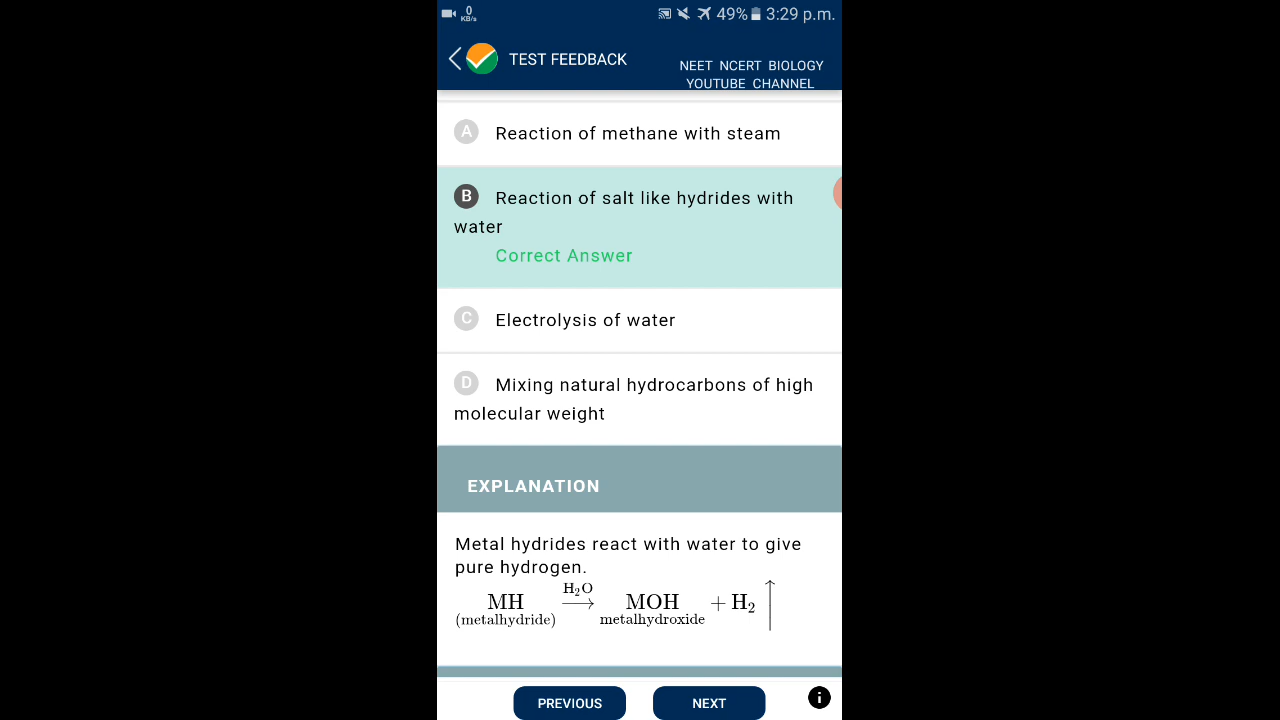 0
KB/s
49% 3:29 p.m.
TEST FEEDBACK
NEET NCERT BIOLOGY
YOUTUBE CHANNEL
A Reaction of methane with steam
B Reaction of salt like hydrides with
water
Correct Answer
C Electrolysis of water
D Mixing natural hydrocarbons of high
molecular weight
EXPLANATION
Metal hydrides react with water to give
pure hydrogen.
H₂O
MH ⟶ MOH + H₂ ↑
(metalhydride) metalhydroxide
PREVIOUS NEXT i